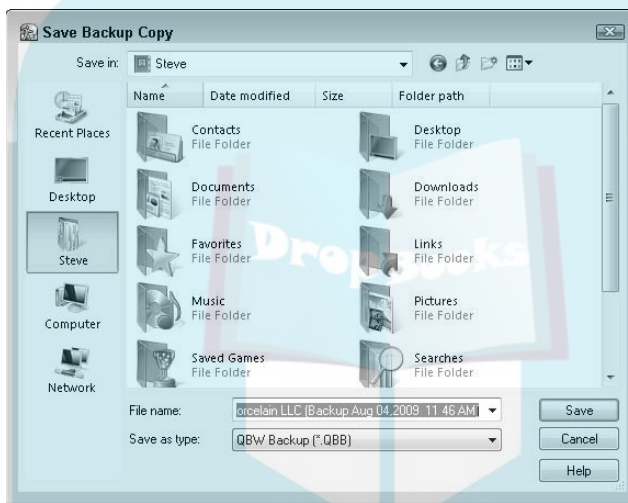 Save Backup Copy
Save in: Steve
Name Date modified Size Folder path
Recent Places
Desktop
Steve
Computer
Network
Contacts
File Folder
Desktop
File Folder
Documents
File Folder
Downloads
File Folder
Favorites
File Folder
Links
File Folder
Music
File Folder
Pictures
File Folder
Saved Games
File Folder
Searches
File Folder
DropBooks
File name: orcelain LLC (Backup Aug 04,2009 11 46 AM)
Save as type: QBW Backup (*.QBB)
Save
Cancel
Help